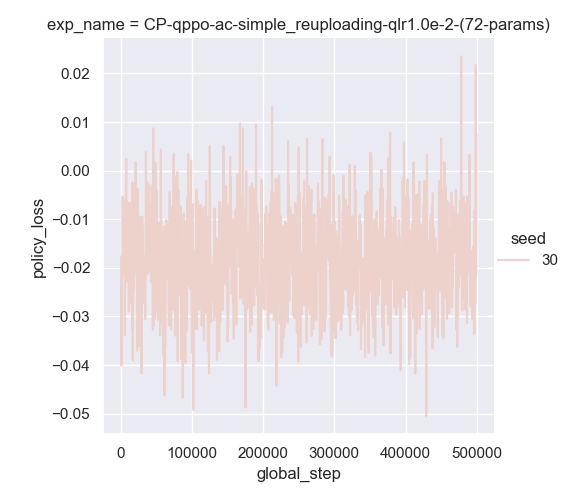 exp_name = CP-qppo-ac-simple_reuploading-qlr1.0e-2-(72-params)
0.02
0.01
0.00
−0.01
−0.02
−0.03
−0.04
−0.05
policy_loss
seed
30
0 100000 200000 300000 400000 500000
global_step